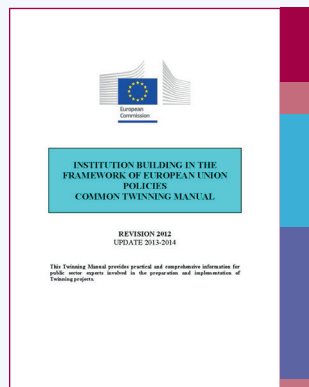 European
Commission
INSTITUTION BUILDING IN THE
FRAMEWORK OF EUROPEAN UNION
POLICIES
COMMON TWINNING MANUAL
REVISION 2012
UPDATE 2013-2014
This Twinning Manual provides practical and comprehensive information for
public sector experts involved in the preparation and implementation of
Twinning projects.